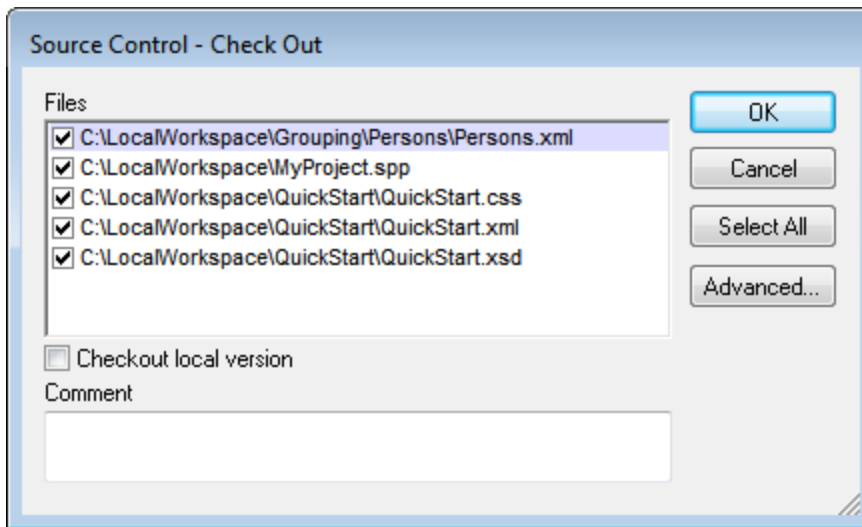 Source Control - Check Out
Files
C:\LocalWorkspace\Grouping\Persons\Persons.xml
C:\LocalWorkspace\MyProject.spp
C:\LocalWorkspace\QuickStart\QuickStart.css
C:\LocalWorkspace\QuickStart\QuickStart.xml
C:\LocalWorkspace\QuickStart\QuickStart.xsd
Checkout local version
Comment
OK
Cancel
Select All
Advanced...